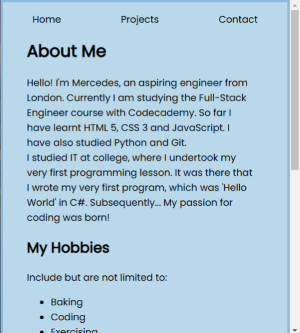 Home Projects Contact
About Me
Hello! I'm Mercedes, an aspiring engineer from
London. Currently I am studying the Full-Stack
Engineer course with Codecademy. So far I
have learnt HTML 5, CSS 3 and JavaScript. I
have also studied Python and Git.
I studied IT at college, where I undertook my
very first programming lesson. It was there that
I wrote my very first program, which was 'Hello
World' in C#. Subsequently... My passion for
coding was born!
My Hobbies
Include but are not limited to:
• Baking
• Coding
• Exercising